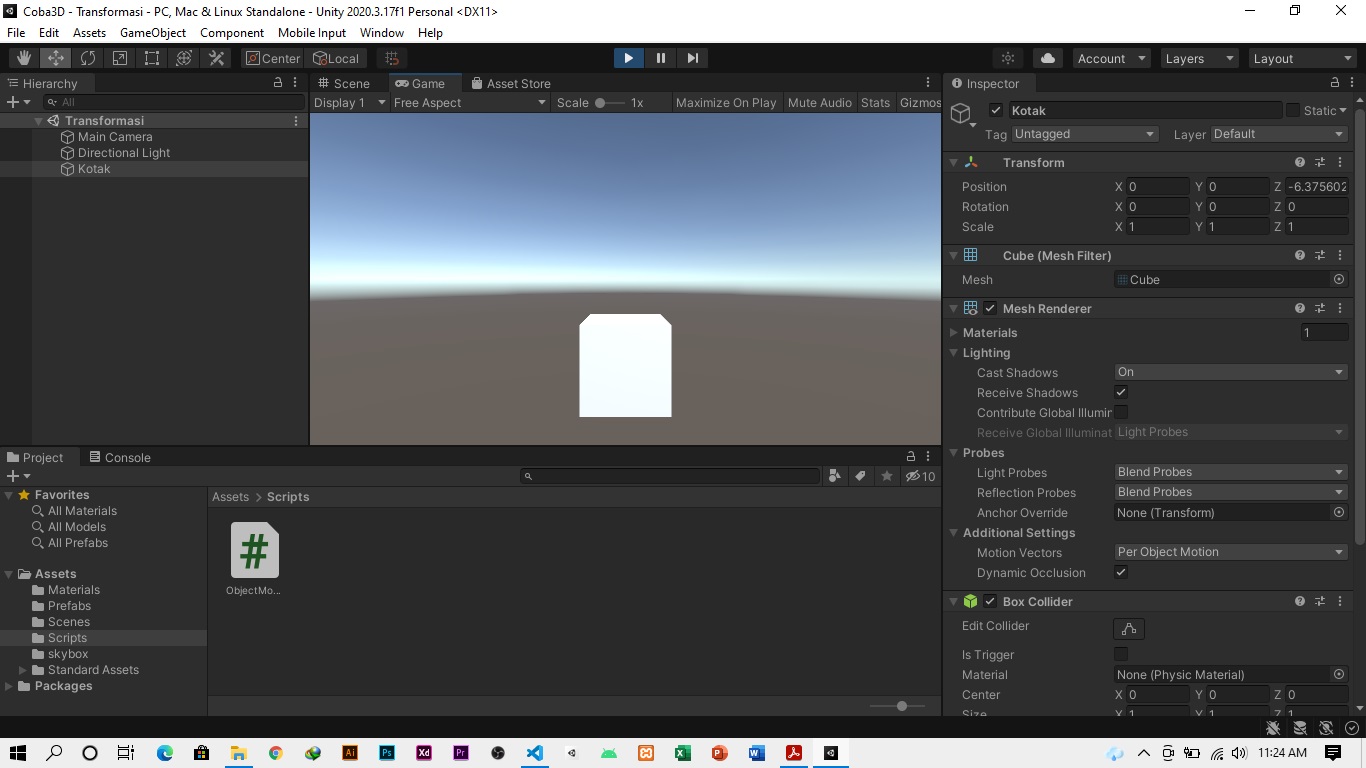 Coba3D - Transformasi - PC, Mac & Linux Standalone - Unity 2020.3.17f1 Personal <DX11>
File Edit Assets GameObject Component Mobile Input Window Help
Center Local Account Layers Layout
Hierarchy
All
Transformasi
Main Camera
Directional Light
Kotak
Scene Game Asset Store
Display 1 Free Aspect Scale 1x Maximize On Play Mute Audio Stats Gizmos
Inspector
Kotak Static
Tag Untagged Layer Default
Transform
Position X 0 Y 0 Z -6.375602
Rotation X 0 Y 0 Z 0
Scale X 1 Y 1 Z 1
Cube (Mesh Filter)
Mesh Cube
Mesh Renderer
Materials 1
Lighting
Cast Shadows On
Receive Shadows
Contribute Global Illumin
Receive Global Illuminat Light Probes
Probes
Light Probes Blend Probes
Reflection Probes Blend Probes
Anchor Override None (Transform)
Additional Settings
Motion Vectors Per Object Motion
Dynamic Occlusion
Box Collider
Edit Collider
Is Trigger
Material None (Physic Material)
Center X 0 Y 0 Z 0
Size X 1 Y 1 Z 1
Project Console
10
Favorites
All Materials
All Models
All Prefabs
Assets
Materials
Prefabs
Scenes
Scripts
skybox
Standard Assets
Packages
Assets > Scripts
#
ObjectMo...
Ai Ps Xd Pr
11:24 AM